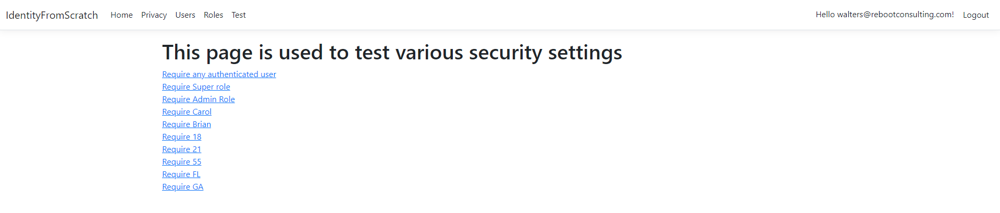 IdentityFromScratch Home Privacy Users Roles Test Hello walters@rebootconsulting.com! Logout
This page is used to test various security settings
Require any authenticated user
Require Super role
Require Admin Role
Require Carol
Require Brian
Require 18
Require 21
Require 55
Require FL
Require GA